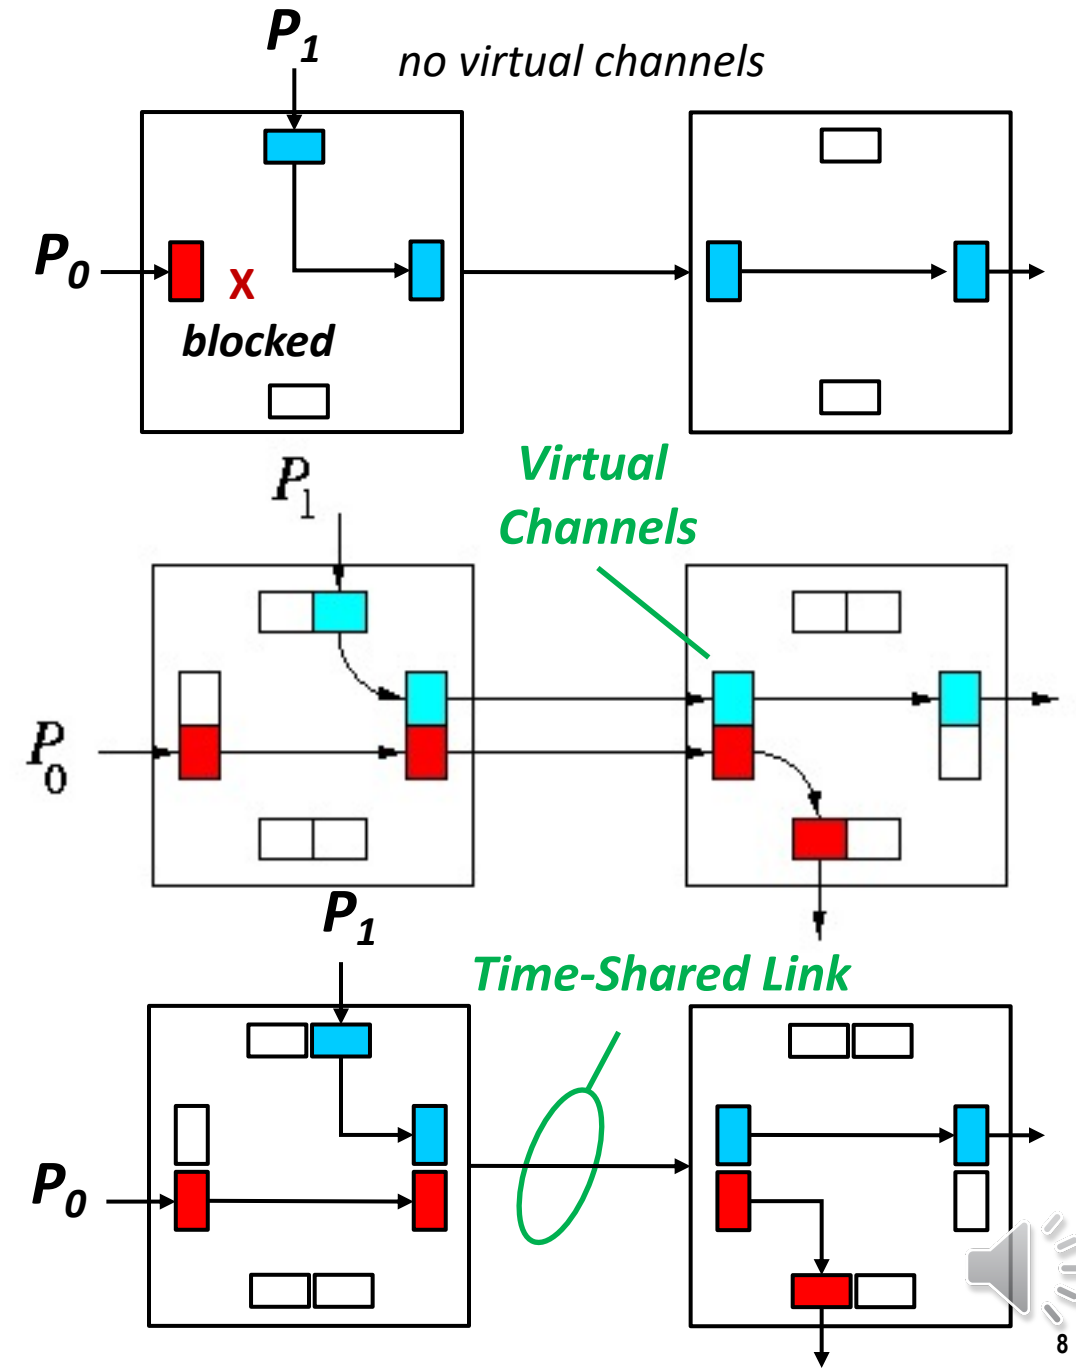 P1
no virtual channels
P0
X
blocked
Virtual
Channels
P1
P0
P1
Time-Shared Link
P0
8